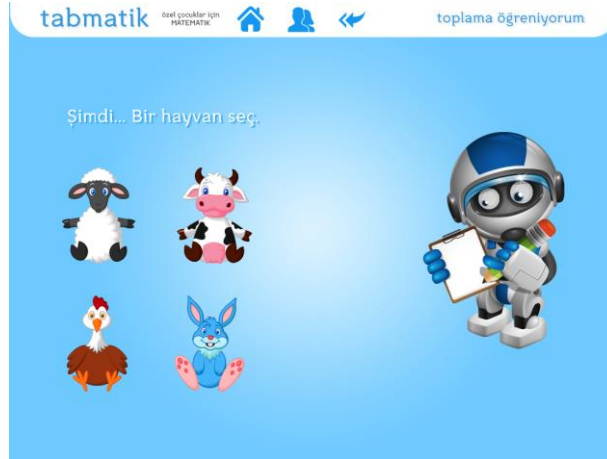 tabmatik
özel çocuklar için
MATEMATİK
toplama öğreniyorum
Şimdi... Bir hayvan seç.